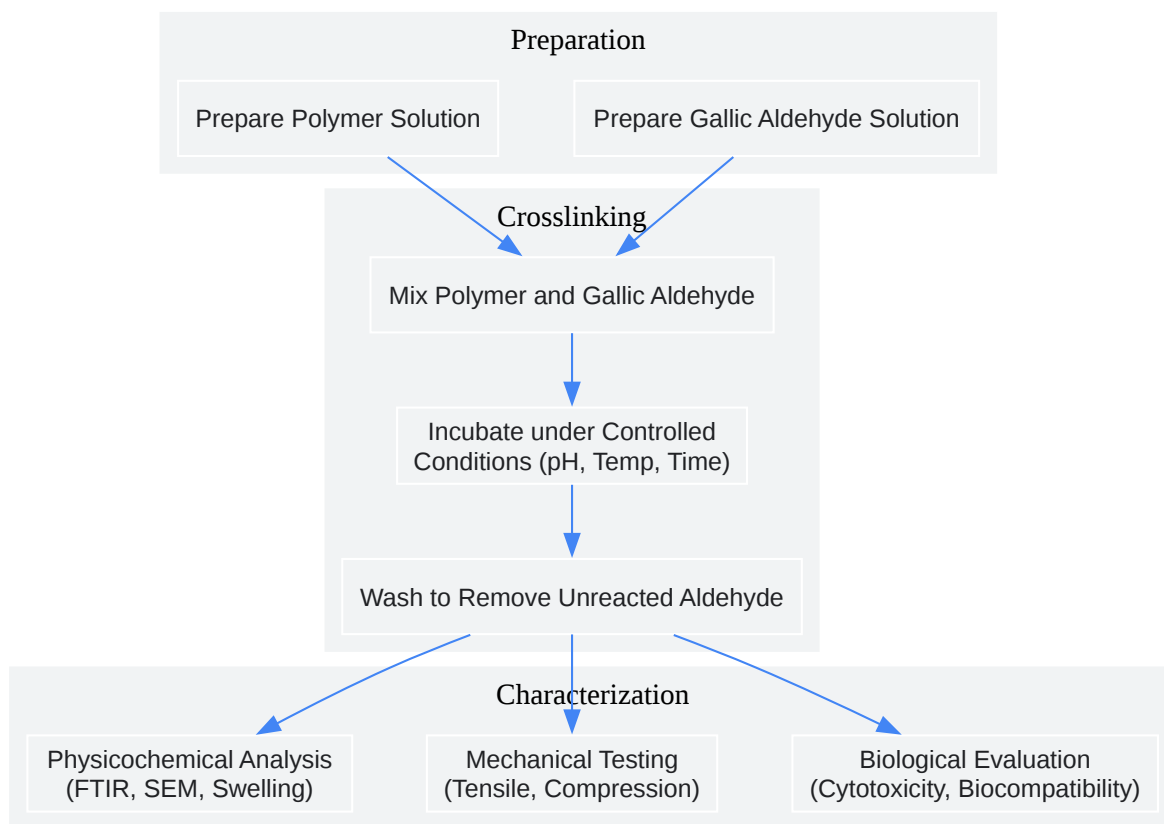 Preparation
Prepare Polymer Solution
Prepare Gallic Aldehyde Solution
Crosslinking
Mix Polymer and Gallic Aldehyde
Incubate under Controlled
Conditions (pH, Temp, Time)
Wash to Remove Unreacted Aldehyde
Characterization
Physicochemical Analysis
(FTIR, SEM, Swelling)
Mechanical Testing
(Tensile, Compression)
Biological Evaluation
(Cytotoxicity, Biocompatibility)